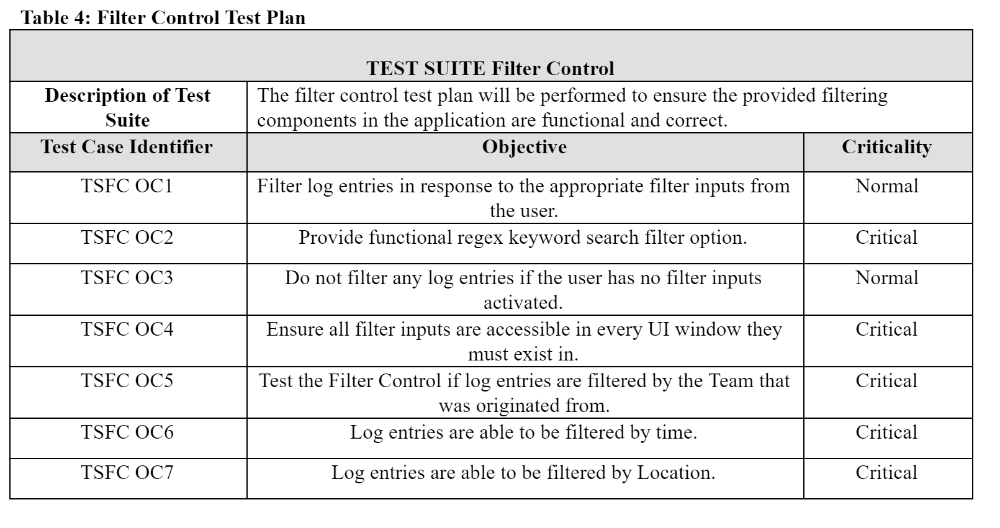 Table 4: Filter Control Test Plan
TEST SUITE Filter Control
Description of Test
Suite
The filter control test plan will be performed to ensure the provided filtering
components in the application are functional and correct.
Test Case Identifier
Objective
Criticality
TSFC OC1
Filter log entries in response to the appropriate filter inputs from
the user.
Normal
TSFC OC2
Provide functional regex keyword search filter option.
Critical
TSFC OC3
Do not filter any log entries if the user has no filter inputs
activated.
Normal
TSFC OC4
Ensure all filter inputs are accessible in every UI window they
must exist in.
Critical
TSFC OC5
Test the Filter Control if log entries are filtered by the Team that
was originated from.
Critical
TSFC OC6
Log entries are able to be filtered by time.
Critical
TSFC OC7
Log entries are able to be filtered by Location.
Critical